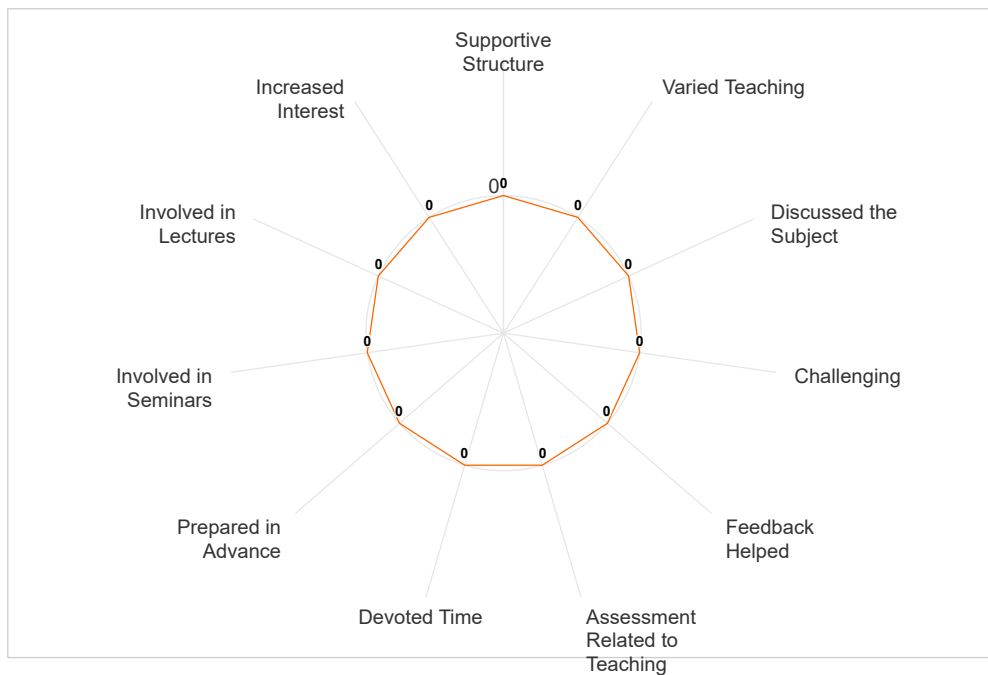 Supportive
Structure
Increased
Interest
Varied Teaching
0
0
0
0
Involved in
Lectures
Discussed the
Subject
0
0
0
0
Involved in
Seminars
Challenging
0
0
0
0
Prepared in
Advance
Feedback
Helped
Devoted Time
Assessment
Related to
Teaching